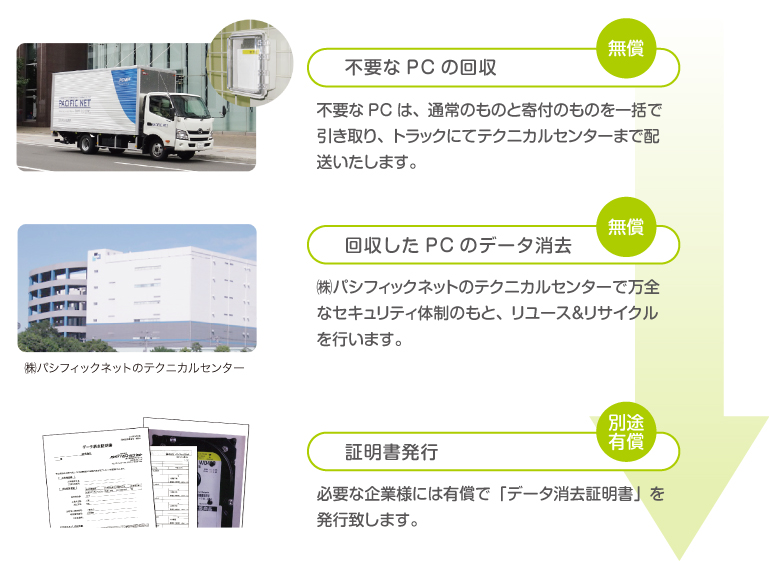 無償
不要なPCの回収
不要なPCは、通常のものと寄付のものを一括で
引き取り、トラックにてテクニカルセンターまで配
送いたします。
PACIFIC NET
無償
回収したPCのデータ消去
㈱パシフィックネットのテクニカルセンターで万全
なセキュリティ体制のもと、リユース&リサイクル
を行います。
㈱パシフィックネットのテクニカルセンター
別途
有償
証明書発行
必要な企業様には有償で「データ消去証明書」を
発行致します。
データ消去証明書